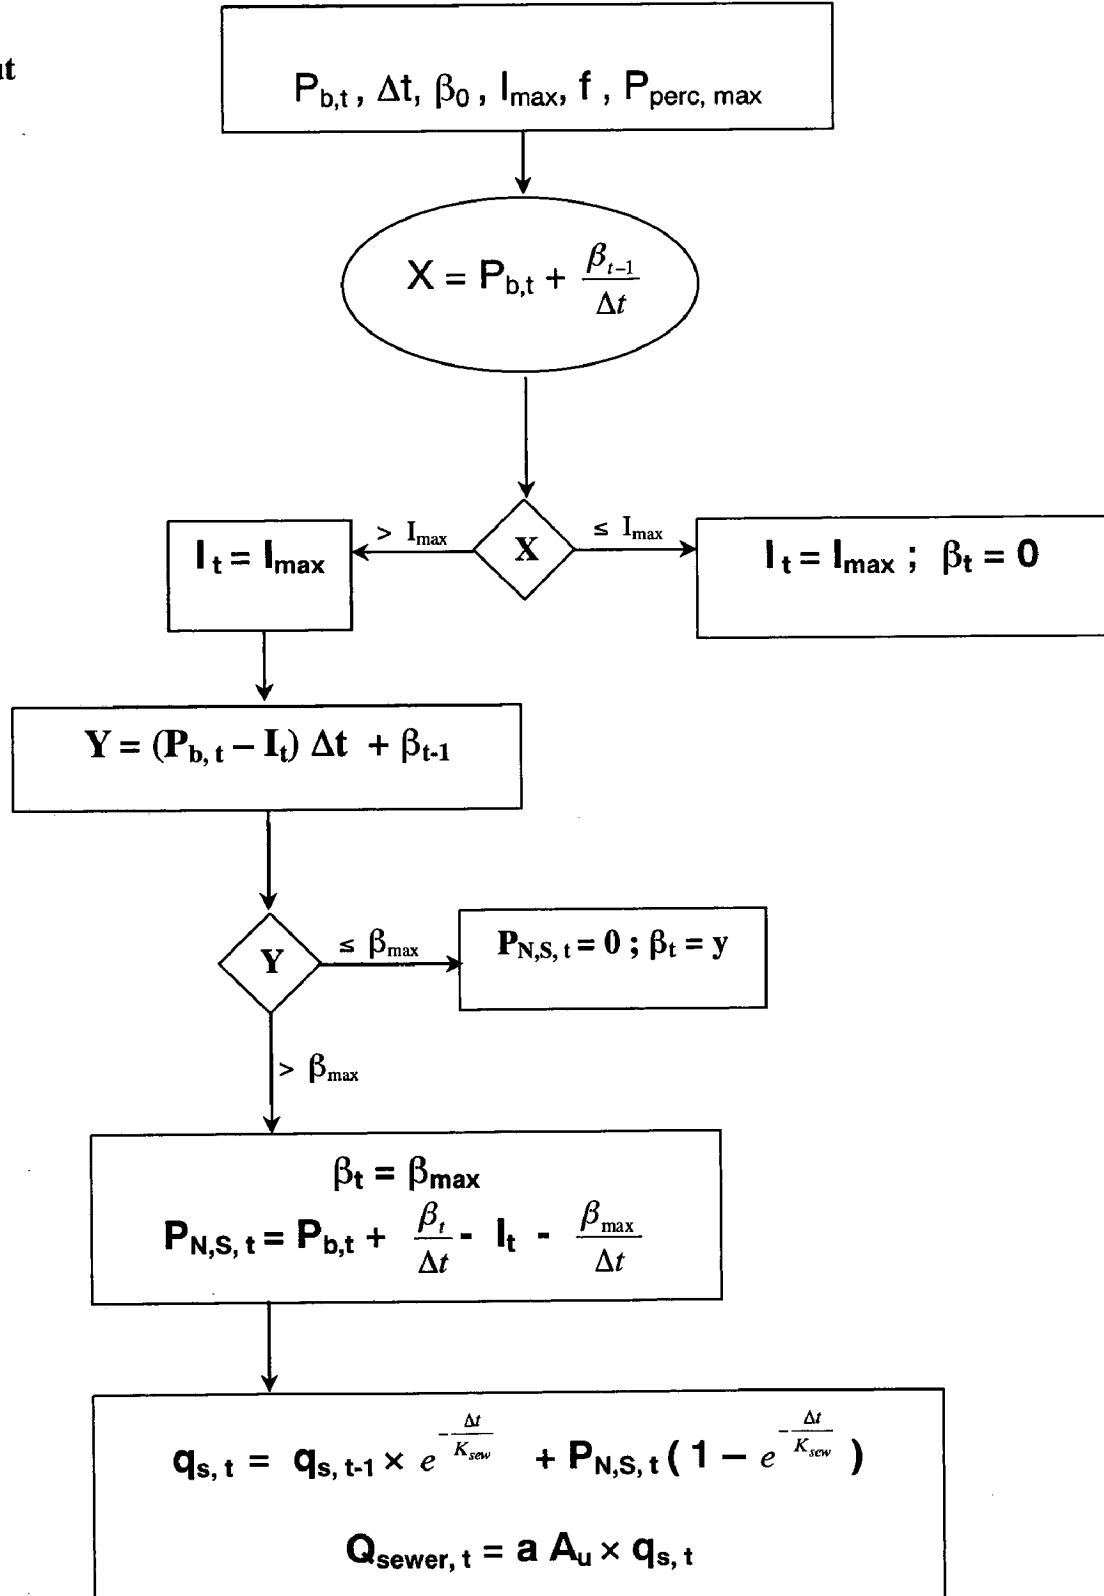 ut
P_b,t , Δt, β_0 , I_max, f , P_perc, max
X = P_b,t + β_t-1 / Δt
> I_max
X
≤ I_max
I_t = I_max
I_t = I_max ; β_t = 0
Y = (P_b, t – I_t) Δt + β_t-1
Y
≤ β_max
P_N,S, t = 0 ; β_t = y
> β_max
β_t = β_max
P_N,S, t = P_b,t + β_t / Δt - I_t - β_max / Δt
q_s, t = q_s, t-1 × e^(-Δt / K_sew) + P_N,S, t ( 1 – e^(-Δt / K_sew) )
Q_sewer, t = a A_u × q_s, t